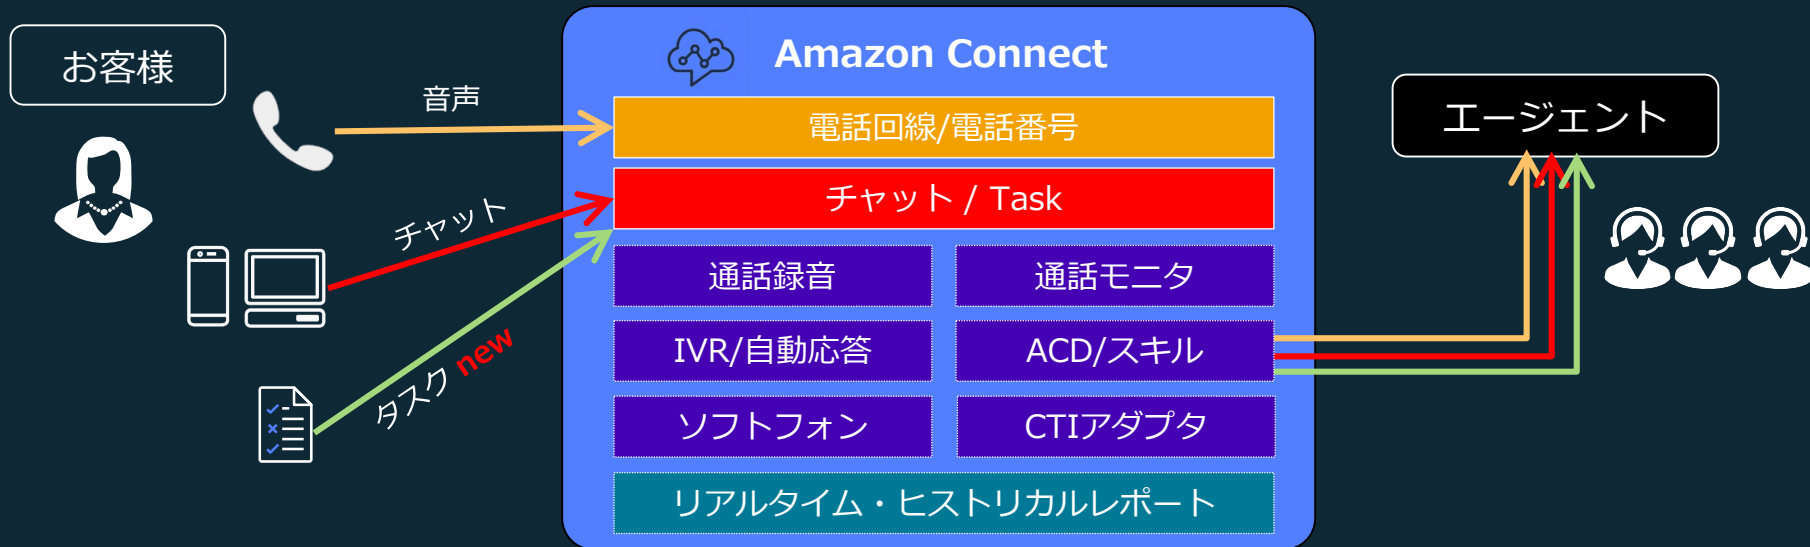 お客様
音声
チャット
タスク new
Amazon Connect
電話回線/電話番号
チャット / Task
通話録音
通話モニタ
IVR/自動応答
ACD/スキル
ソフトフォン
CTIアダプタ
リアルタイム・ヒストリカルレポート
エージェント